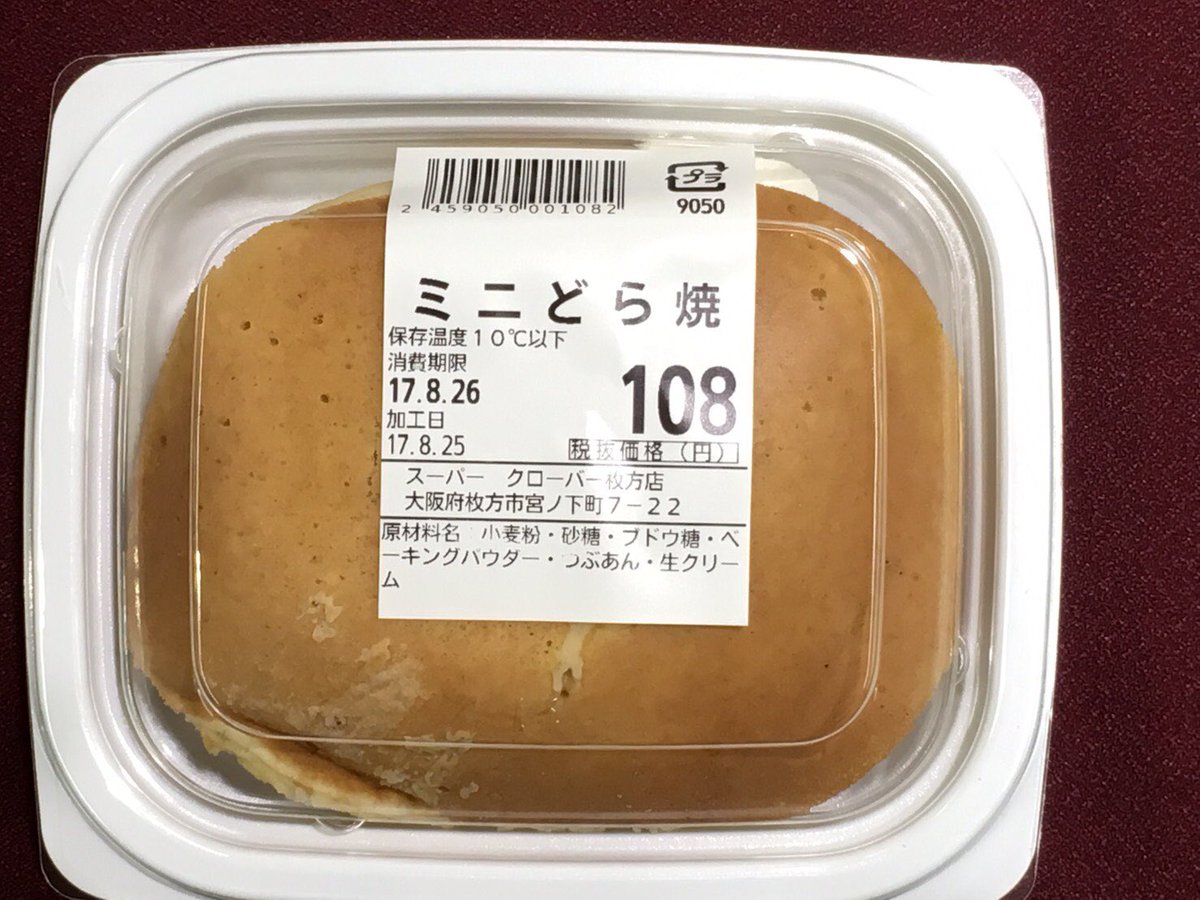 2 459050 001082
プラ
9050
ミニどら焼
保存温度10℃以下
消費期限
17.8.26
108
加工日
17.8.25
税抜価格(円)
スーパー クローバー枚方店
大阪府枚方市宮ノ下町7-22
原材料名 小麦粉・砂糖・ブドウ糖・ベ
ーキングパウダー・つぶあん・生クリー
ム